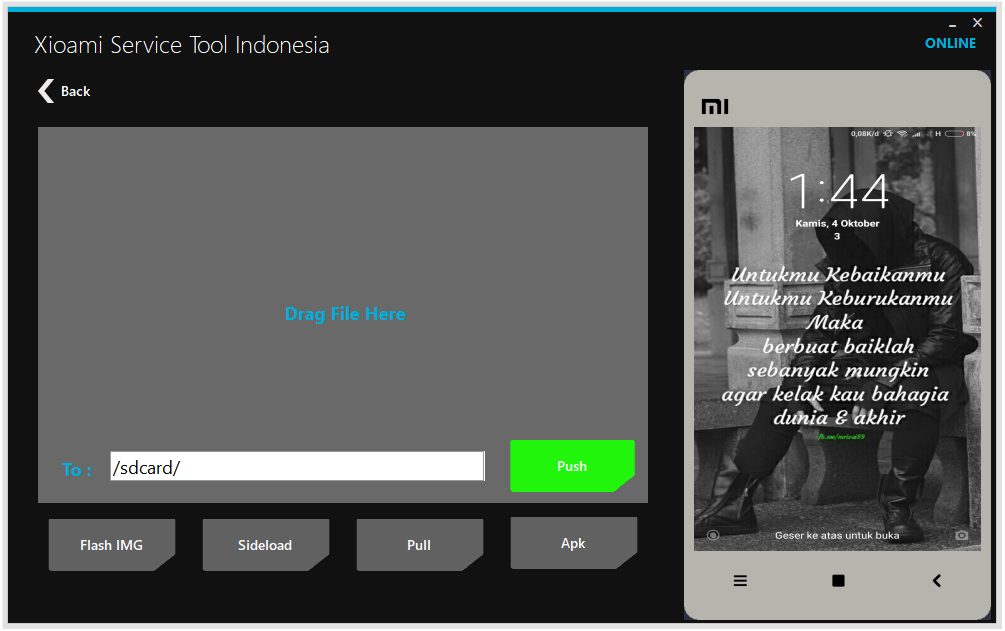 Xioami Service Tool Indonesia
ONLINE
Back
Drag File Here
To :
/sdcard/
Push
Flash IMG
Sideload
Pull
Apk
mi
0,08K/d
H
8%
1:44
Kamis, 4 Oktober
3
Untukmu Kebaikanmu
Untukmu Keburukanmu
Maka
berbuat baiklah
sebanyak mungkin
agar kelak kau bahagia
dunia & akhir
Geser ke atas untuk buka